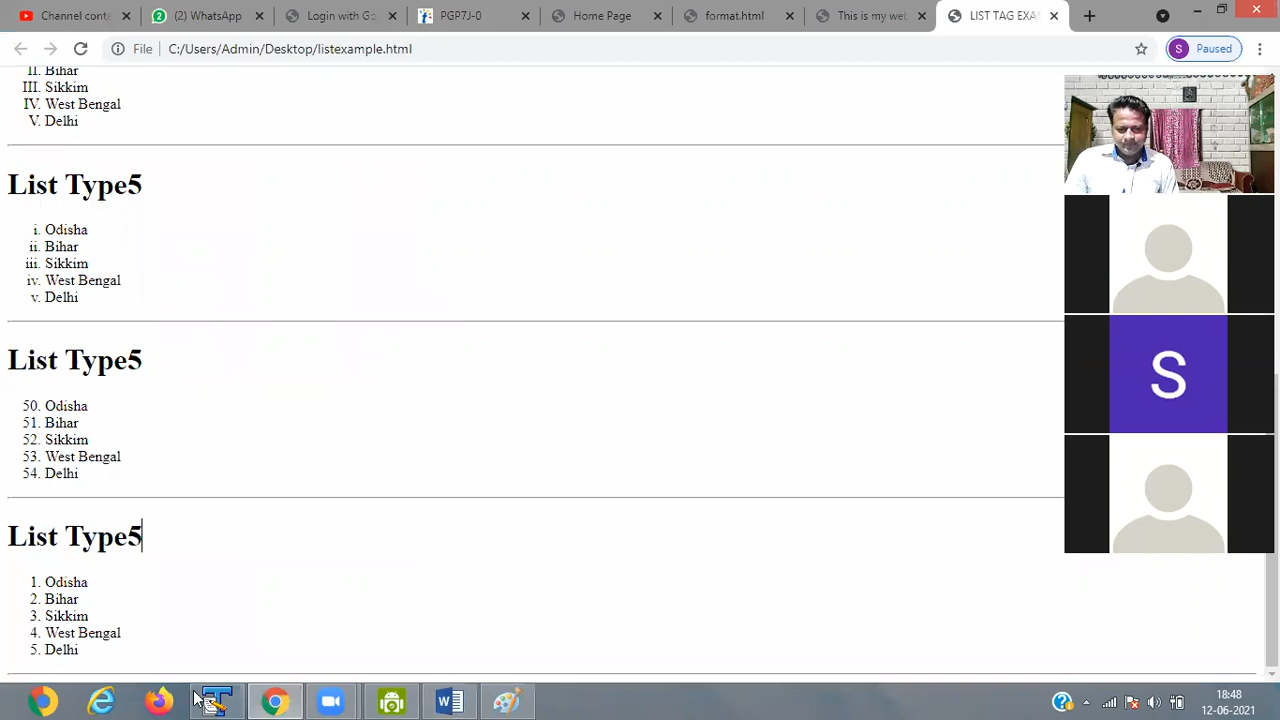 Channel conte
(2) WhatsApp
Login with Go
PGP7J-0
Home Page
format.html
This is my web
LIST TAG EXA
File
C:/Users/Admin/Desktop/listexample.html
S
Paused
II. Bihar
III. Sikkim
IV. West Bengal
V. Delhi
List Type5
i. Odisha
ii. Bihar
iii. Sikkim
iv. West Bengal
v. Delhi
List Type5
50. Odisha
51. Bihar
52. Sikkim
53. West Bengal
54. Delhi
S
List Type5
1. Odisha
2. Bihar
3. Sikkim
4. West Bengal
5. Delhi
18:48
12-06-2021